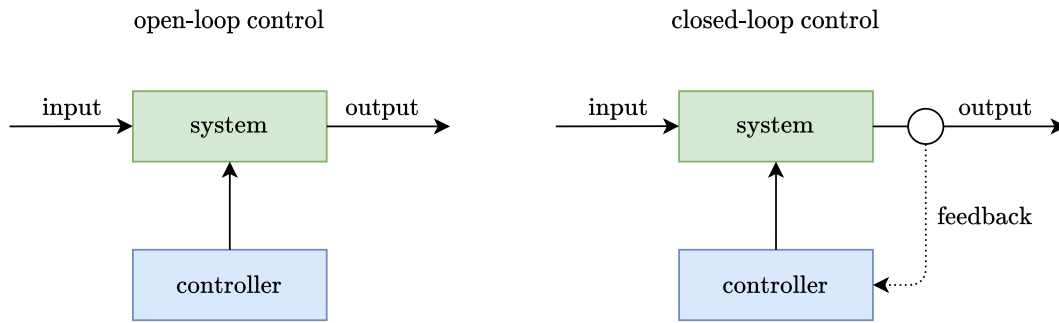 open-loop control
input
system
output
controller
closed-loop control
input
system
output
feedback
controller